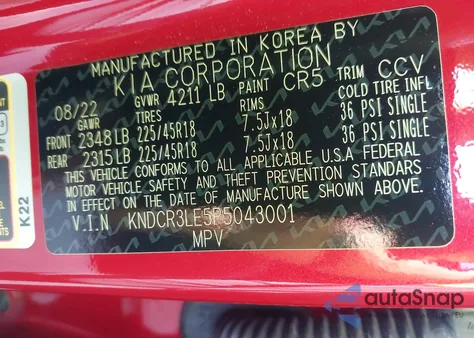 MANUFACTURED IN KOREA BY
KIA CORPORATION
08/22 GVWR 4211 LB PAINT CR5 TRIM CCV
GAWR TIRES RIMS COLD TIRE INFL
FRONT 2348 LB 225/45R18 7.5Jx18 36 PSI SINGLE
REAR 2315 LB 225/45R18 7.5Jx18 36 PSI SINGLE
THIS VEHICLE CONFORMS TO ALL APPLICABLE U.S.A FEDERAL
MOTOR VEHICLE SAFETY AND THEFT PREVENTION STANDARDS
IN EFFECT ON THE DATE OF MANUFACTURE SHOWN ABOVE.
V.I.N KNDCR3LE5P5043001
MPV
K22
autoSnap